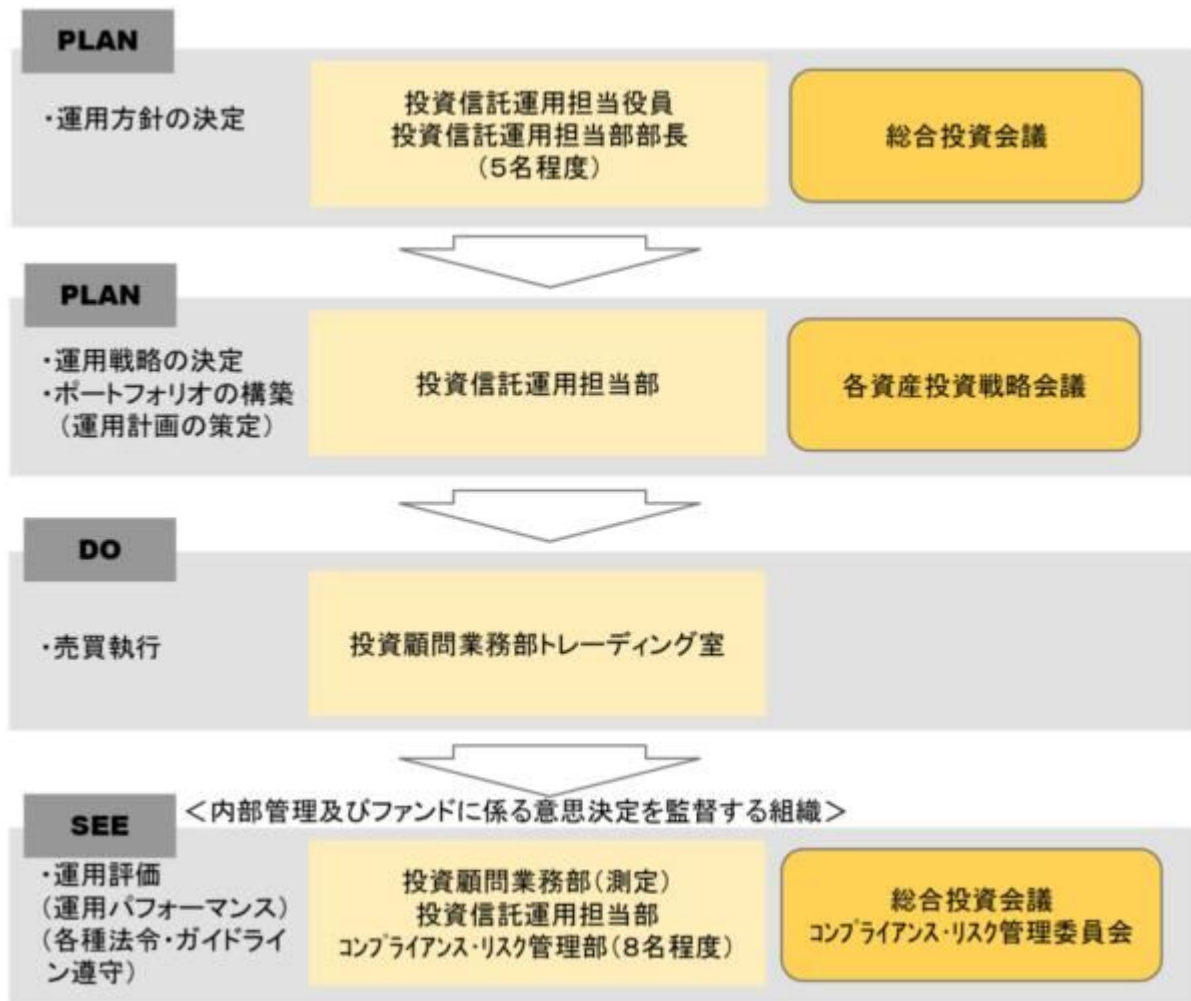 PLAN
・運用方針の決定
投資信託運用担当役員
投資信託運用担当部部長
(5名程度)
総合投資会議
PLAN
・運用戦略の決定
・ポートフォリオの構築
(運用計画の策定)
投資信託運用担当部
各資産投資戦略会議
DO
・売買執行
投資顧問業務部トレーディング室
<内部管理及びファンドに係る意思決定を監督する組織>
SEE
・運用評価
(運用パフォーマンス)
(各種法令・ガイドライ
ン遵守)
投資顧問業務部(測定)
投資信託運用担当部
コンプライアンス・リスク管理部(8名程度)
総合投資会議
コンプライアンス・リスク管理委員会